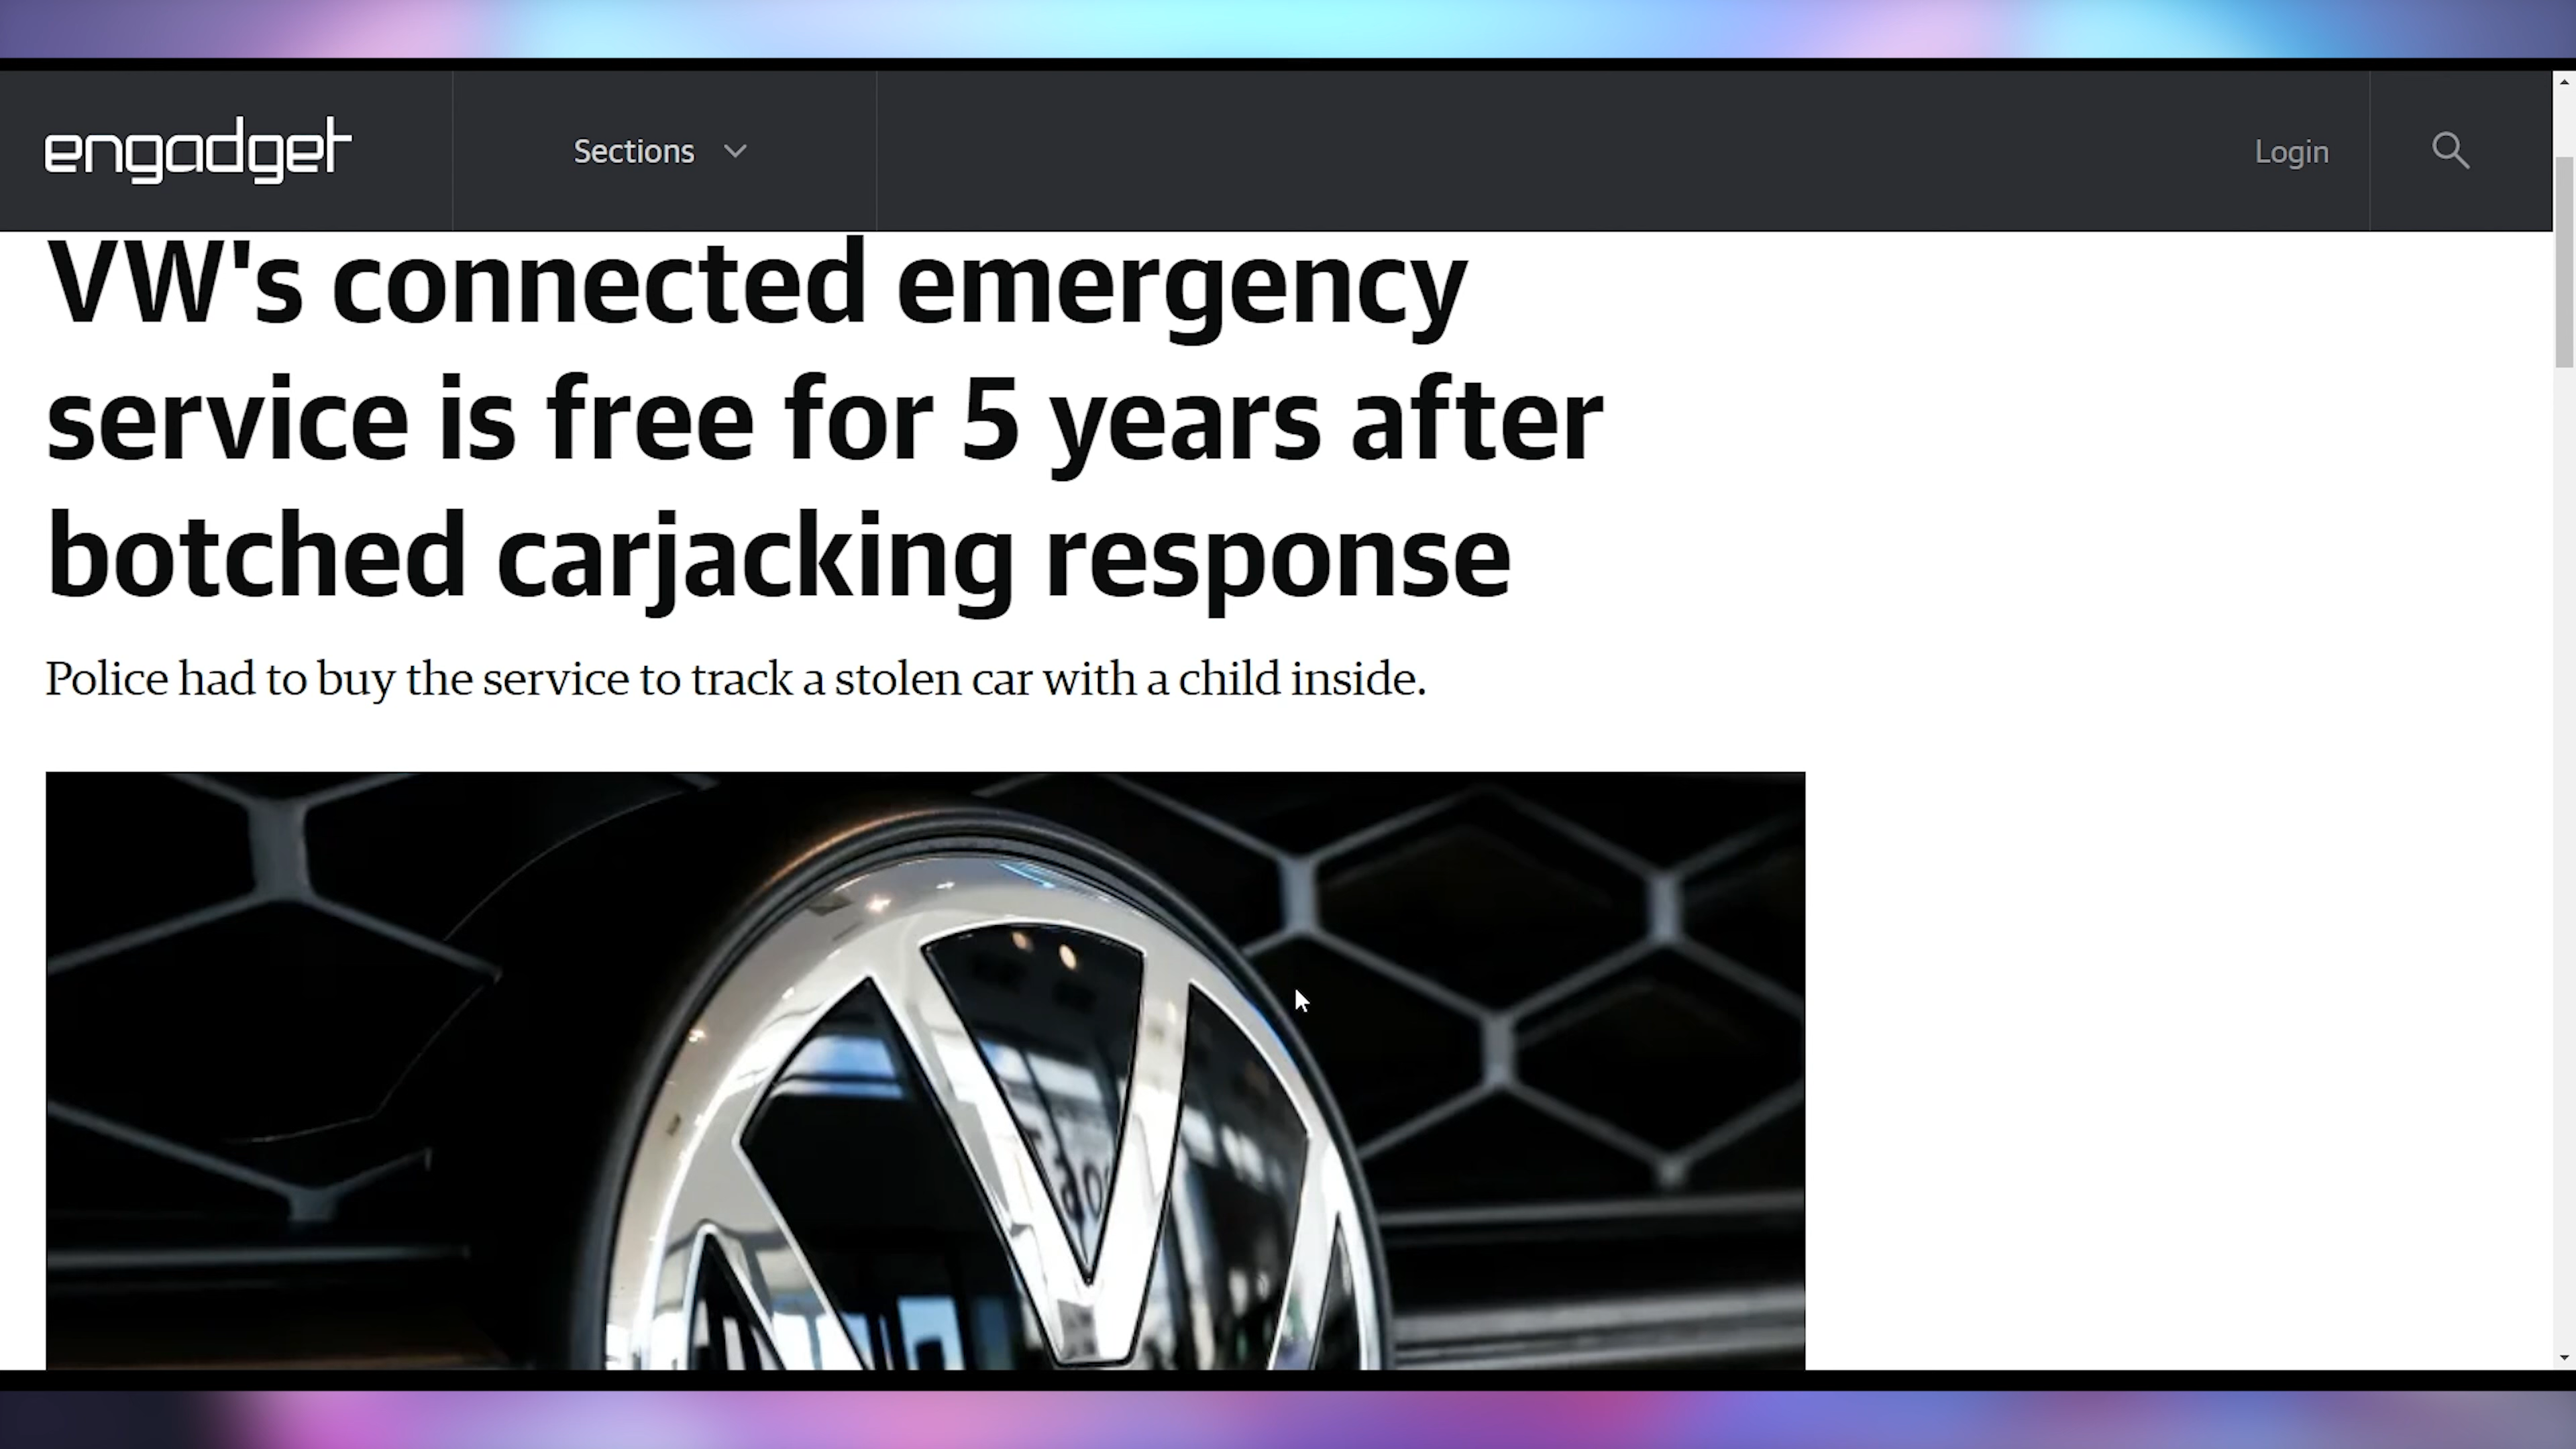 engadget
Sections
Login
VW's connected emergency
service is free for 5 years after
botched carjacking response
Police had to buy the service to track a stolen car with a child inside.